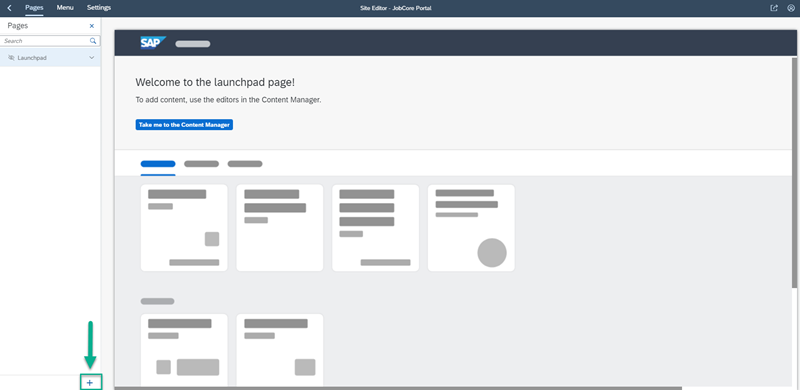 Pages Menu Settings Site Editor - JobCore Portal
Pages
Search
Launchpad
SAP
Welcome to the launchpad page!
To add content, use the editors in the Content Manager.
Take me to the Content Manager